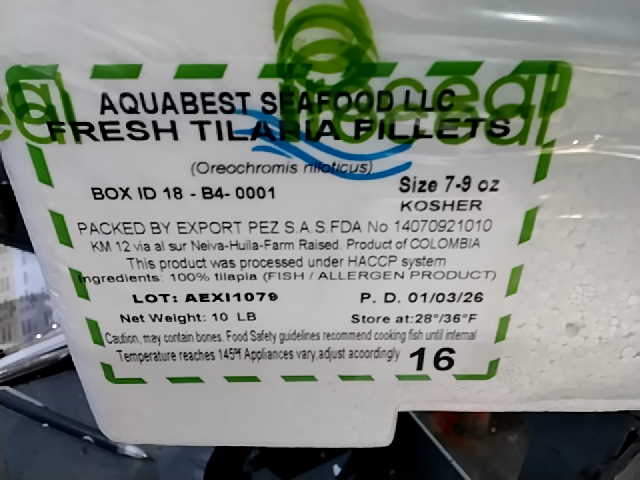 AQUABEST SEAFOOD LLC
FRESH TILAPIA FILLETS
(Oreochromis niloticus)
BOX ID 18 - B4- 0001
Size 7-9 oz
KOSHER
PACKED BY EXPORT PEZ S.A.S.FDA No 14070921010
KM 12 via al sur Neiva-Huila-Farm Raised. Product of COLOMBIA
This product was processed under HACCP system
Ingredients: 100% tilapia (FISH / ALLERGEN PRODUCT)
LOT: AEXI1079
P. D. 01/03/26
Net Weight: 10 LB
Store at:28°/36°F
Caution, may contain bones. Food Safety guidelines recommend cooking fish until internal
Temperature reaches 145ºf Appliances vary,adjust accordingly
16